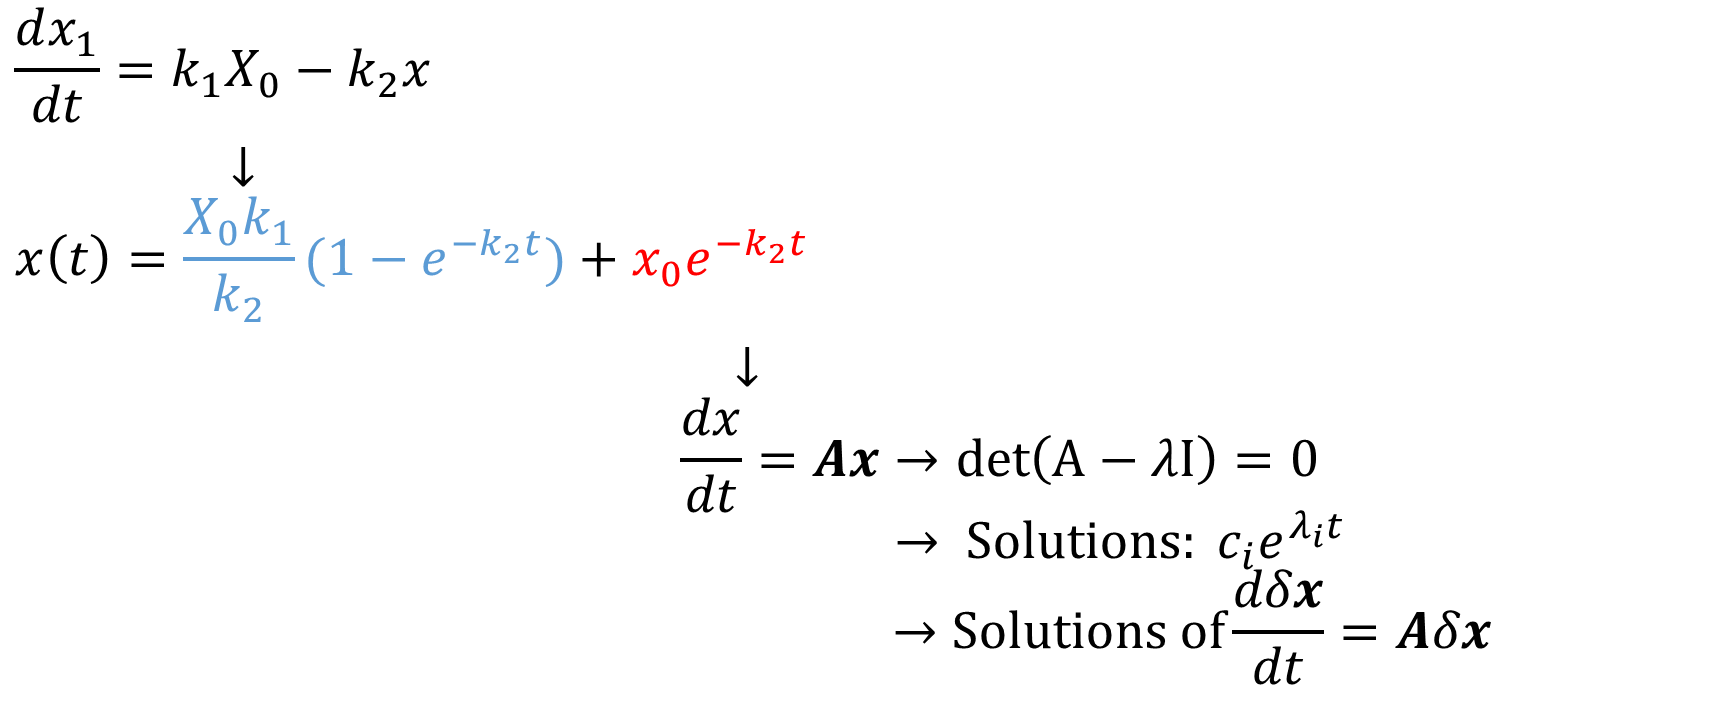 dx₁/dt = k₁X₀ − k₂x
↓
x(t) = X₀k₁/k₂ (1 − e^(−k₂t)) + x₀e^(−k₂t)
↓
dx/dt = Ax → det(A − λI) = 0
→ Solutions: cᵢe^(λᵢt)
→ Solutions of dδx/dt = Aδx